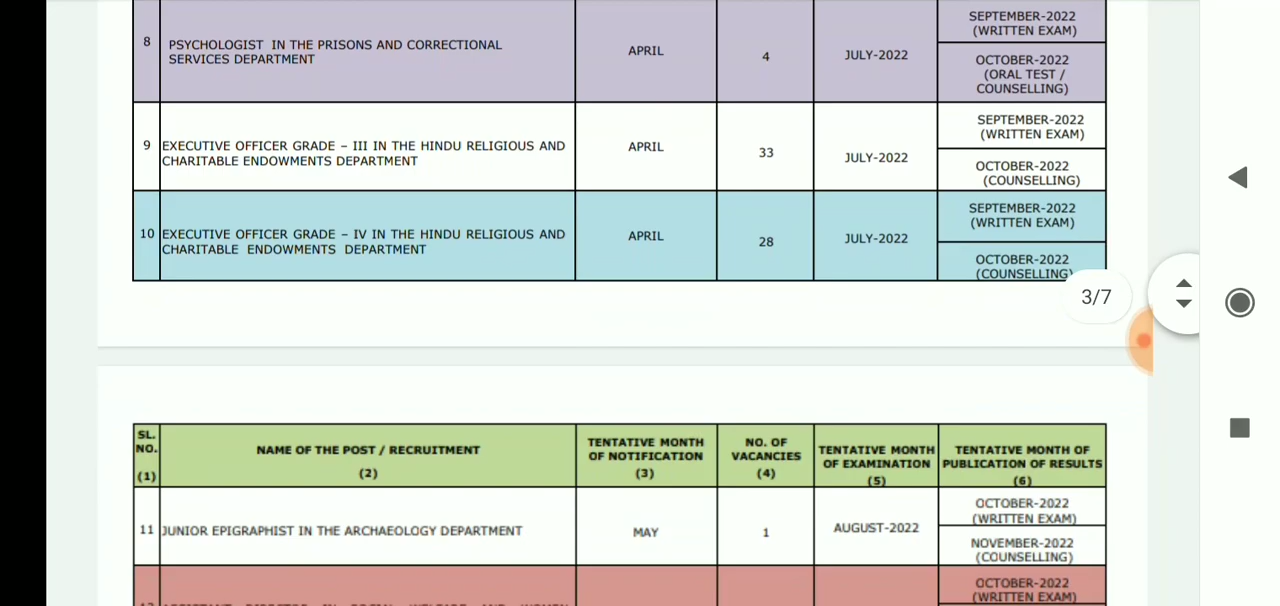 SEPTEMBER-2022
(WRITTEN EXAM)
8
PSYCHOLOGIST IN THE PRISONS AND CORRECTIONAL
SERVICES DEPARTMENT
APRIL
4
JULY-2022
OCTOBER-2022
(ORAL TEST /
COUNSELLING)
9
EXECUTIVE OFFICER GRADE – III IN THE HINDU RELIGIOUS AND
CHARITABLE ENDOWMENTS DEPARTMENT
APRIL
33
JULY-2022
SEPTEMBER-2022
(WRITTEN EXAM)
OCTOBER-2022
(COUNSELLING)
10
EXECUTIVE OFFICER GRADE – IV IN THE HINDU RELIGIOUS AND
CHARITABLE ENDOWMENTS DEPARTMENT
APRIL
28
JULY-2022
SEPTEMBER-2022
(WRITTEN EXAM)
OCTOBER-2022
(COUNSELLING)
3/7
SL.
NO.
(1)
NAME OF THE POST / RECRUITMENT
(2)
TENTATIVE MONTH
OF NOTIFICATION
(3)
NO. OF
VACANCIES
(4)
TENTATIVE MONTH
OF EXAMINATION
(5)
TENTATIVE MONTH OF
PUBLICATION OF RESULTS
(6)
11
JUNIOR EPIGRAPHIST IN THE ARCHAEOLOGY DEPARTMENT
MAY
1
AUGUST-2022
OCTOBER-2022
(WRITTEN EXAM)
NOVEMBER-2022
(COUNSELLING)
OCTOBER-2022
(WRITTEN EXAM)